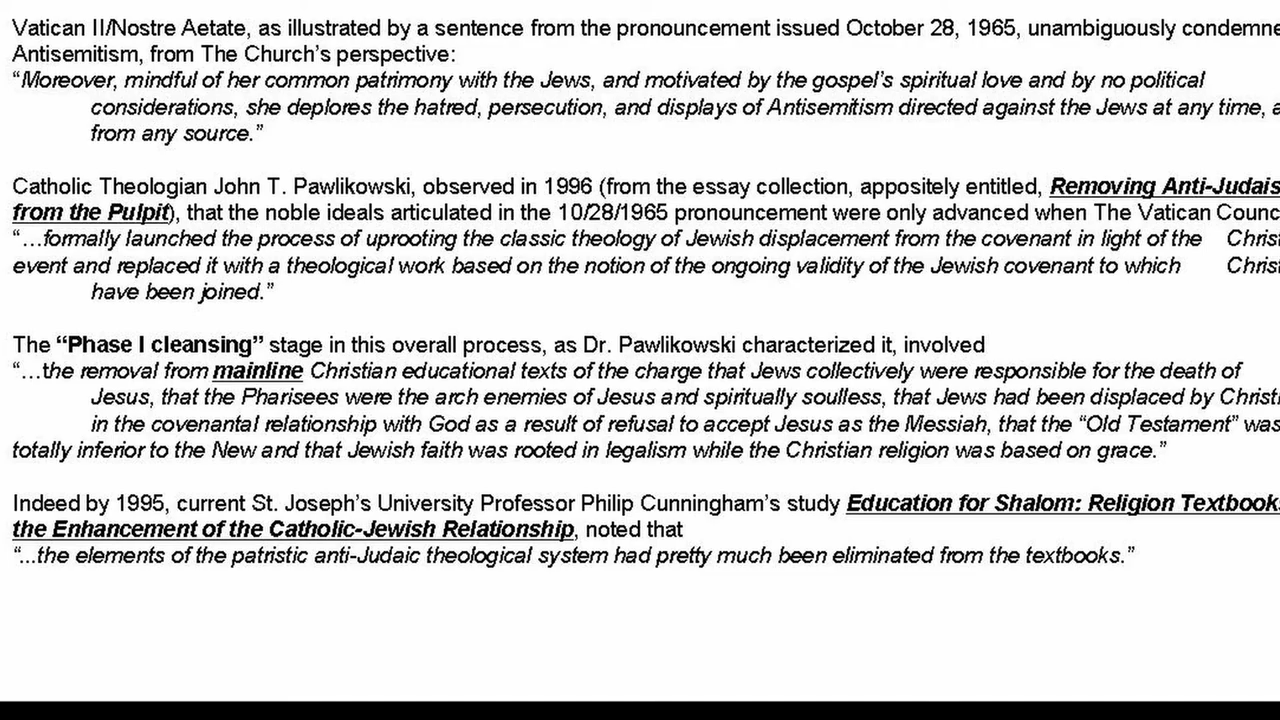 Vatican II/Nostre Aetate, as illustrated by a sentence from the pronouncement issued October 28, 1965, unambiguously condemne
Antisemitism, from The Church's perspective:
“Moreover, mindful of her common patrimony with the Jews, and motivated by the gospel's spiritual love and by no political
considerations, she deplores the hatred, persecution, and displays of Antisemitism directed against the Jews at any time, a
from any source.”
Catholic Theologian John T. Pawlikowski, observed in 1996 (from the essay collection, appositely entitled, Removing Anti-Judais
from the Pulpit), that the noble ideals articulated in the 10/28/1965 pronouncement were only advanced when The Vatican Counc
“…formally launched the process of uprooting the classic theology of Jewish displacement from the covenant in light of the Christ
event and replaced it with a theological work based on the notion of the ongoing validity of the Jewish covenant to which Christ
have been joined.”
The “Phase I cleansing” stage in this overall process, as Dr. Pawlikowski characterized it, involved
“…the removal from mainline Christian educational texts of the charge that Jews collectively were responsible for the death of
Jesus, that the Pharisees were the arch enemies of Jesus and spiritually soulless, that Jews had been displaced by Christi
in the covenantal relationship with God as a result of refusal to accept Jesus as the Messiah, that the “Old Testament” was
totally inferior to the New and that Jewish faith was rooted in legalism while the Christian religion was based on grace.”
Indeed by 1995, current St. Joseph's University Professor Philip Cunningham's study Education for Shalom: Religion Textbooks
the Enhancement of the Catholic-Jewish Relationship, noted that
“...the elements of the patristic anti-Judaic theological system had pretty much been eliminated from the textbooks.”